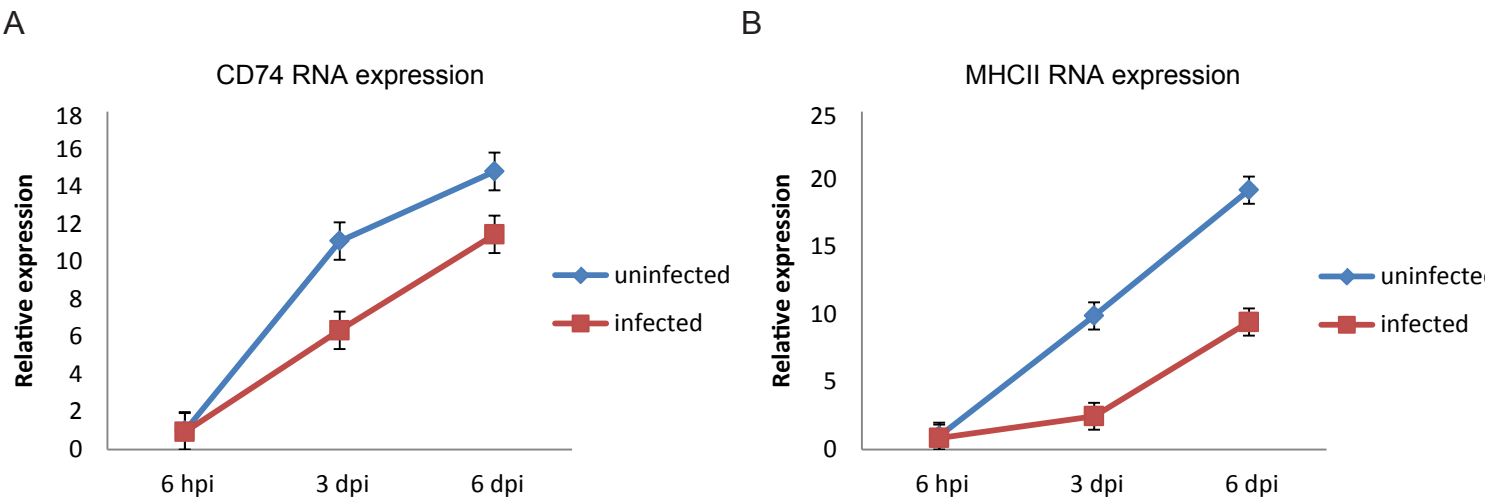 A
CD74 RNA expression
Relative expression
18
16
14
12
10
8
6
4
2
0
6 hpi
3 dpi
6 dpi
uninfected
infected
B
MHCII RNA expression
Relative expression
25
20
15
10
5
0
6 hpi
3 dpi
6 dpi
uninfecte
infected